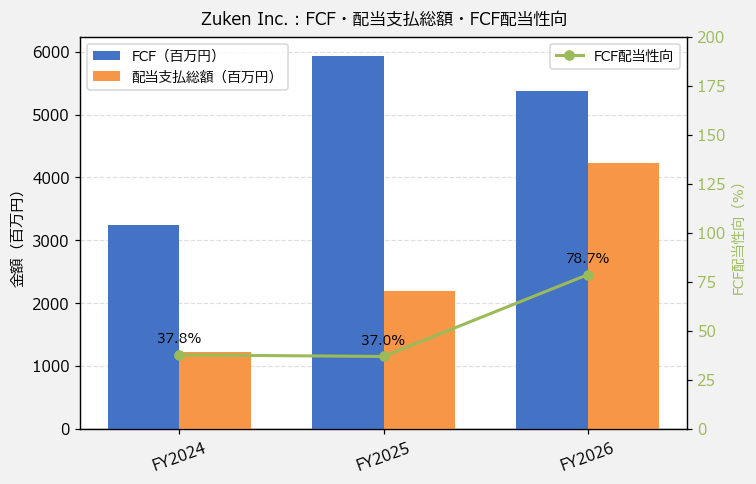 Zuken Inc. : FCF・配当支払総額・FCF配当性向
FCF（百万円）
配当支払総額（百万円）
FCF配当性向
金額（百万円）
6000
5000
4000
3000
2000
1000
0
FCF配当性向（%）
200
175
150
125
100
75
50
25
0
37.8%
37.0%
78.7%
FY2024
FY2025
FY2026